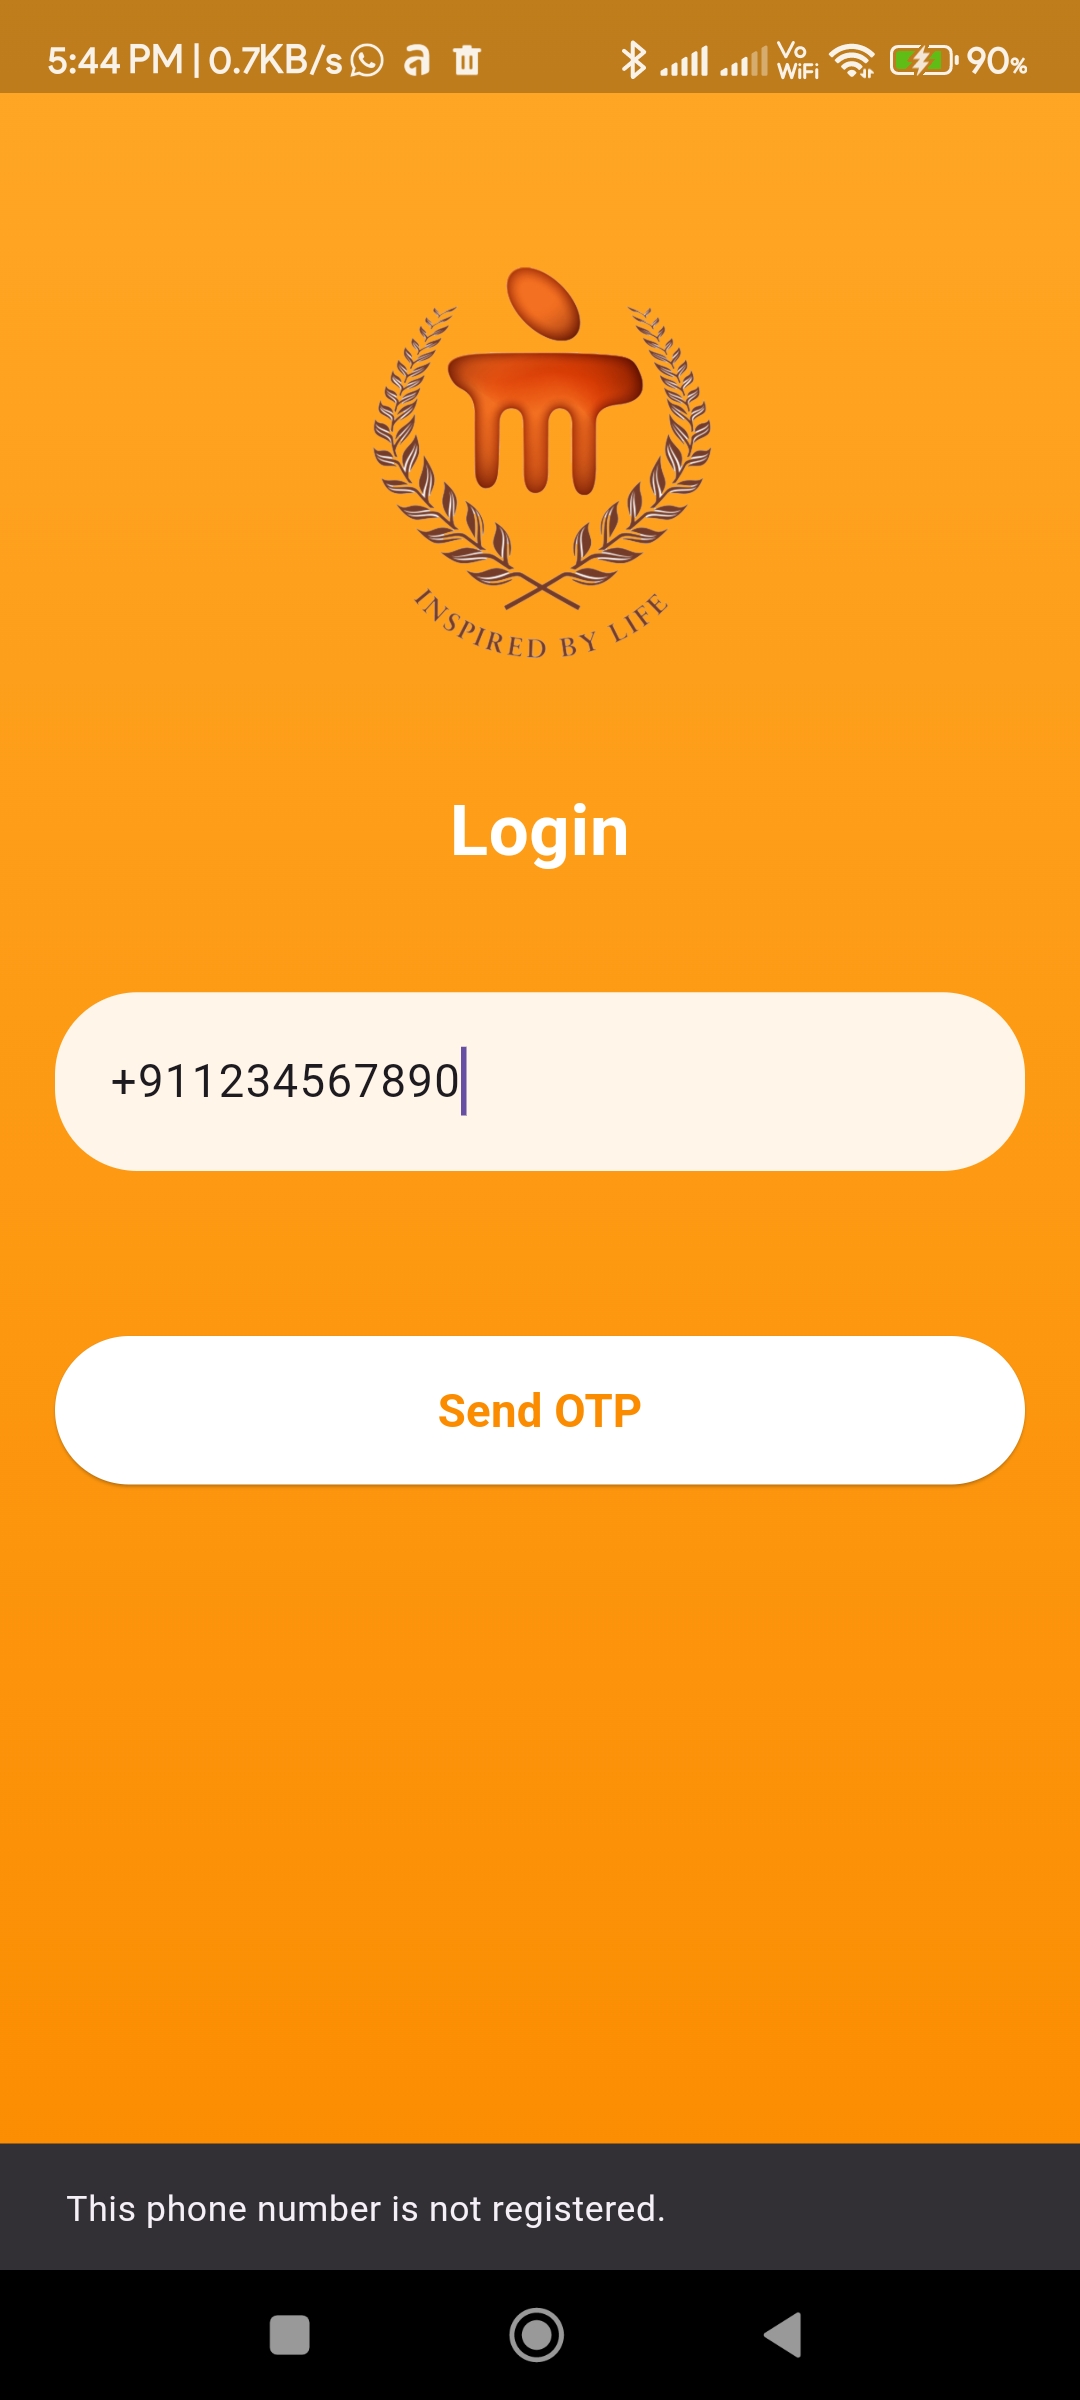 5:44 PM | 0.7KB/s
Vo
WiFi
90%
INSPIRED BY LIFE
Login
+911234567890
Send OTP
This phone number is not registered.